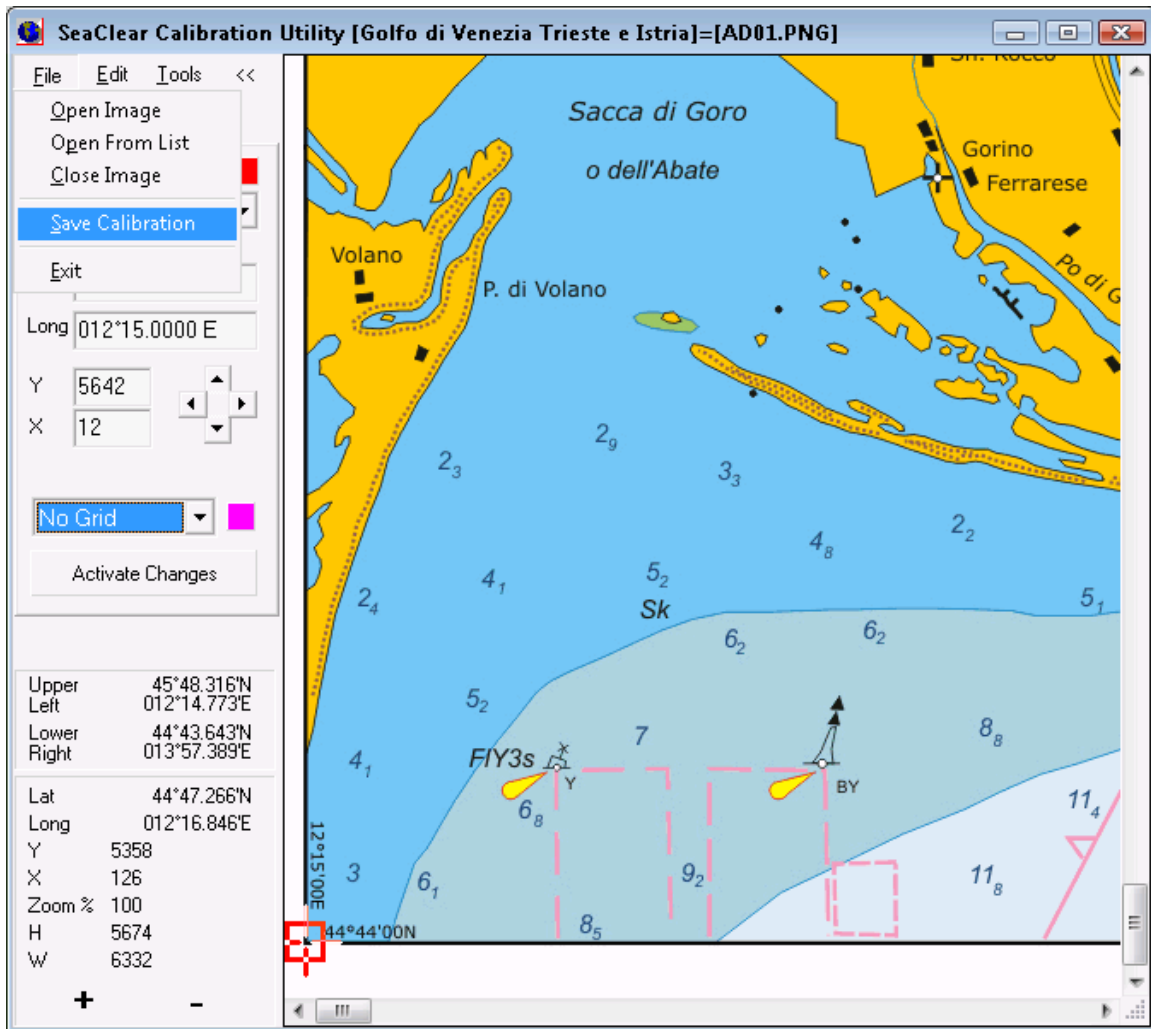 SeaClear Calibration Utility [Golfo di Venezia Trieste e Istria]=[AD01.PNG]
File Edit Tools <<
Open Image
Open From List
Close Image
Save Calibration
Exit
Long 012°15.0000 E
Y 5642
X 12
No Grid
Activate Changes
Upper Left 45°48.316'N 012°14.773'E
Lower Right 44°43.643'N 013°57.389'E
Lat 44°47.266'N
Long 012°16.846'E
Y 5358
X 126
Zoom % 100
H 5674
W 6332
+ -
Sacca di Goro
o dell'Abate
Gorino
Ferrarese
Volano
P. di Volano
Po di G
2₉
2₃
3₃
2₂
4₈
5₂
4₁
2₄
5₁
Sk
6₂
6₂
5₂
7
8₈
4₁
FlY3s
Y
BY
6₈
11₄
12°15'00E
3
6₁
9₂
11₈
8₅
44°44'00N